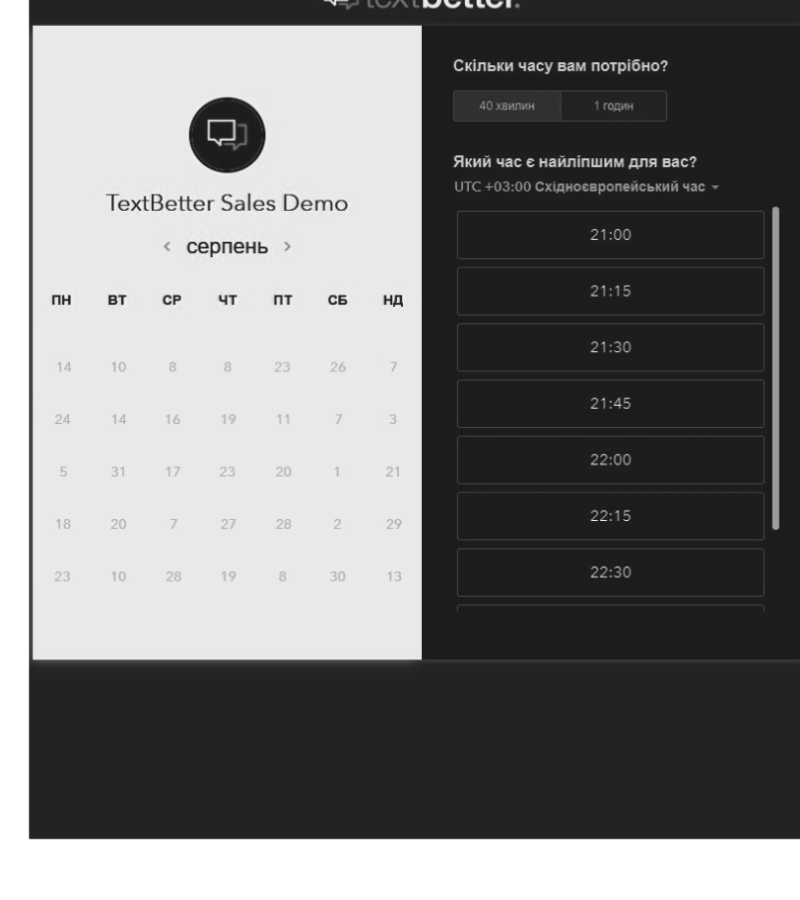 textbetter.
TextBetter Sales Demo
< серпень >
ПН ВТ СР ЧТ ПТ СБ НД
14 10 8 8 23 26 7
24 14 16 19 11 7 3
5 31 17 23 20 1 21
18 20 7 27 28 2 29
23 10 28 19 8 30 13
Скільки часу вам потрібно?
40 хвилин 1 годин
Який час є найліпшим для вас?
UTC +03:00 Східноєвропейський час
21:00
21:15
21:30
21:45
22:00
22:15
22:30